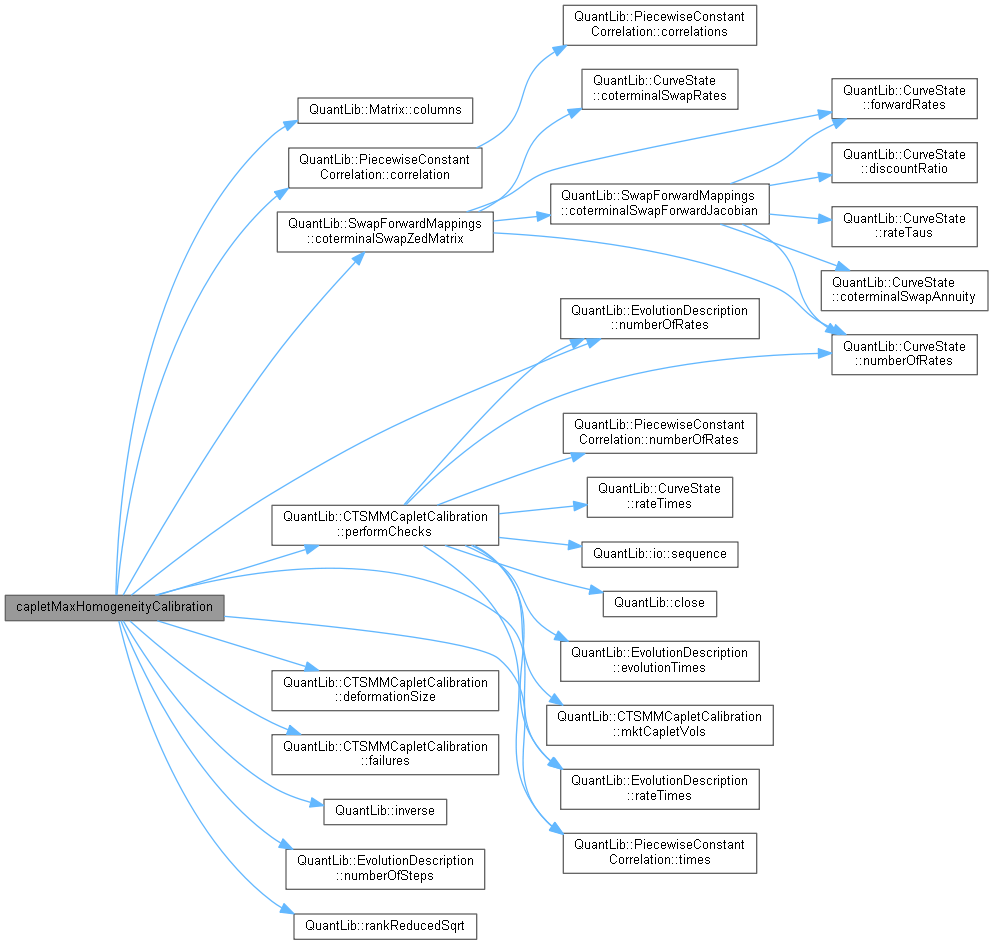 QuantLib::PiecewiseConstant
Correlation::correlations
QuantLib::CurveState
::coterminalSwapRates
QuantLib::CurveState
::forwardRates
QuantLib::Matrix::columns
QuantLib::PiecewiseConstant
Correlation::correlation
QuantLib::CurveState
::discountRatio
QuantLib::SwapForwardMappings
::coterminalSwapForwardJacobian
QuantLib::SwapForwardMappings
::coterminalSwapZedMatrix
QuantLib::CurveState
::rateTaus
QuantLib::CurveState
::coterminalSwapAnnuity
QuantLib::EvolutionDescription
::numberOfRates
QuantLib::CurveState
::numberOfRates
QuantLib::PiecewiseConstant
Correlation::numberOfRates
QuantLib::CurveState
::rateTimes
QuantLib::CTSMMCapletCalibration
::performChecks
QuantLib::io::sequence
QuantLib::close
capletMaxHomogeneityCalibration
QuantLib::EvolutionDescription
::evolutionTimes
QuantLib::CTSMMCapletCalibration
::deformationSize
QuantLib::CTSMMCapletCalibration
::mktCapletVols
QuantLib::CTSMMCapletCalibration
::failures
QuantLib::EvolutionDescription
::rateTimes
QuantLib::inverse
QuantLib::PiecewiseConstant
Correlation::times
QuantLib::EvolutionDescription
::numberOfSteps
QuantLib::rankReducedSqrt